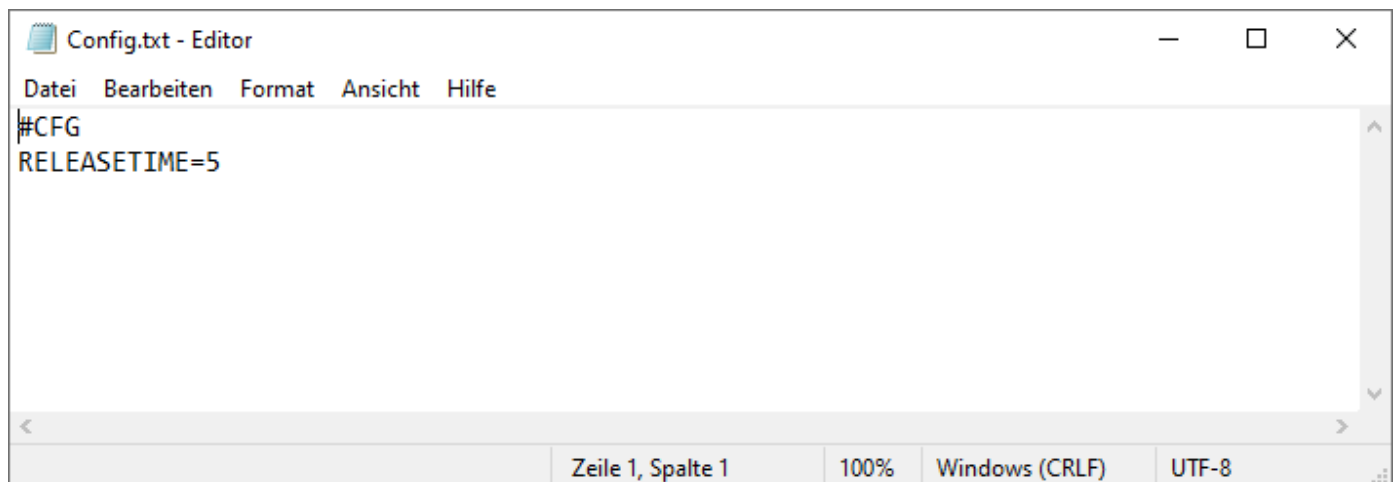 Config.txt - Editor
Datei Bearbeiten Format Ansicht Hilfe
#CFG
RELEASETIME=5
Zeile 1, Spalte 1 100% Windows (CRLF) UTF-8